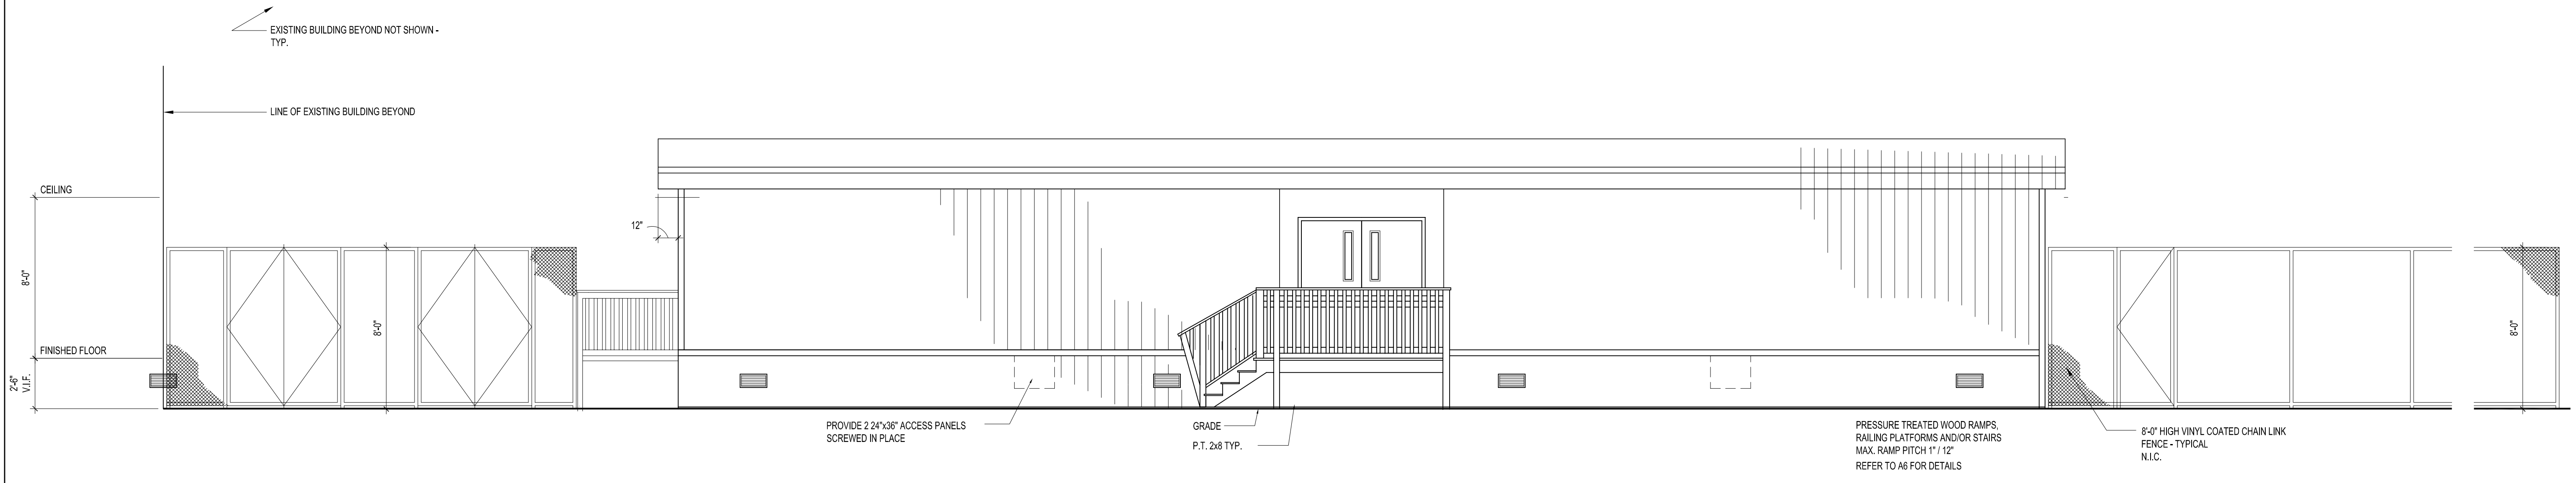 EXISTING BUILDING BEYOND NOT SHOWN -
TYP.
LINE OF EXISTING BUILDING BEYOND
CEILING
12"
8'-0"
8'-0"
8'-0"
FINISHED FLOOR
2'-6"
V.I.F.
PROVIDE 2 24"x36" ACCESS PANELS
SCREWED IN PLACE
GRADE
P.T. 2x8 TYP.
PRESSURE TREATED WOOD RAMPS,
RAILING PLATFORMS AND/OR STAIRS
MAX. RAMP PITCH 1" / 12"
REFER TO A6 FOR DETAILS
8'-0" HIGH VINYL COATED CHAIN LINK
FENCE - TYPICAL
N.I.C.